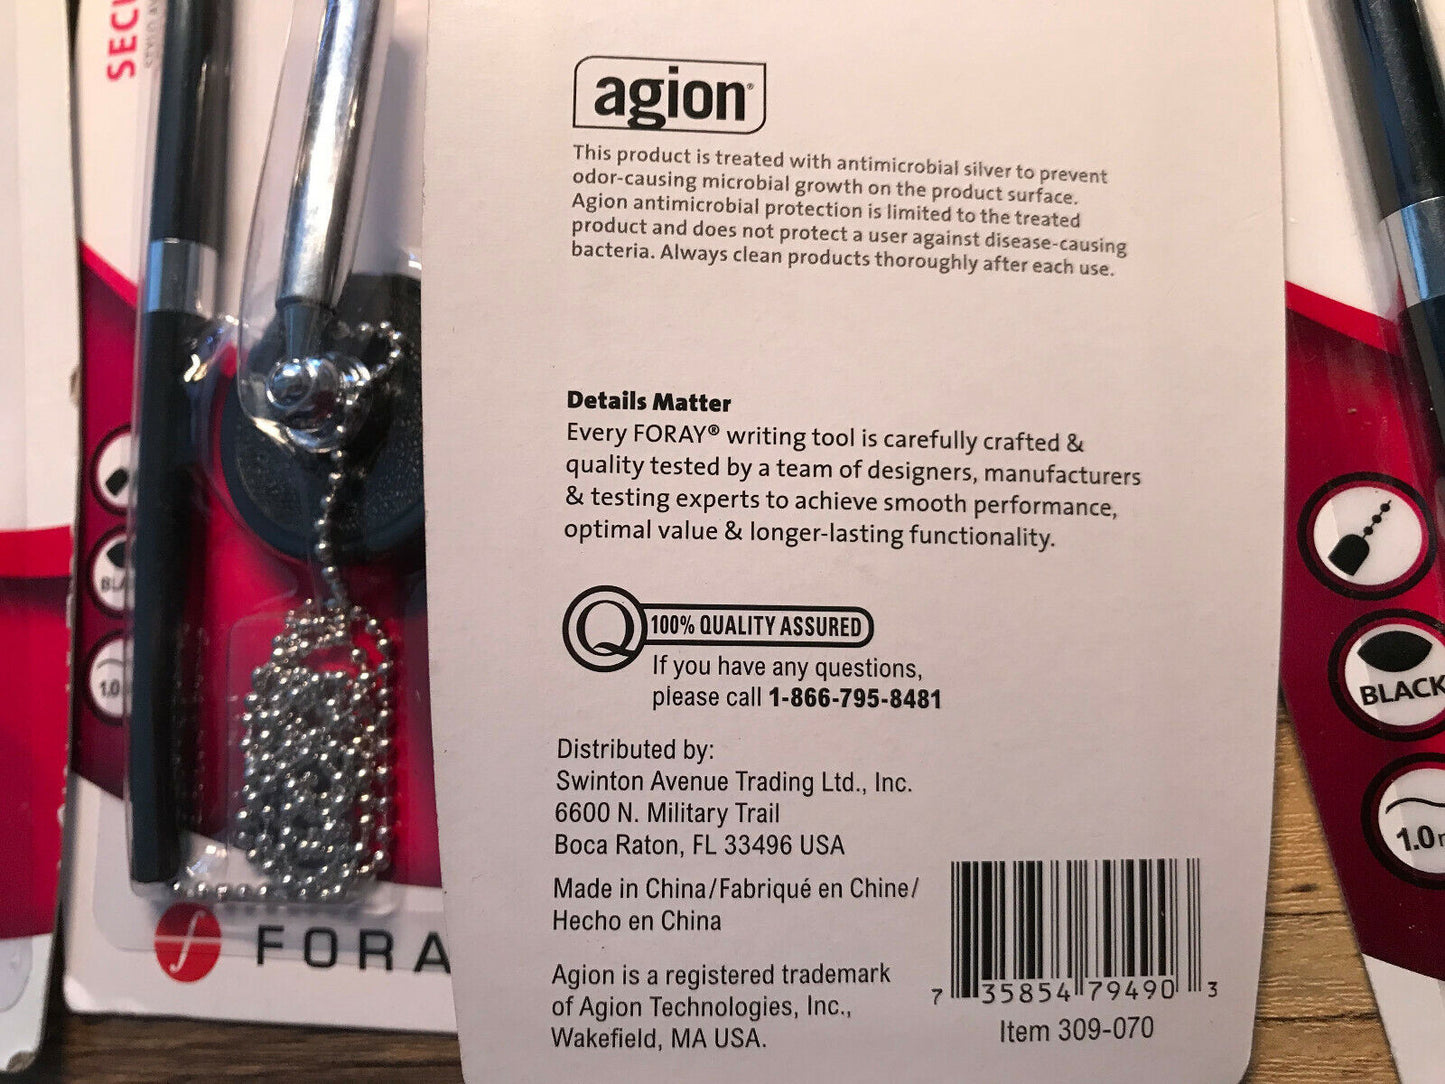 agion®
This product is treated with antimicrobial silver to prevent
odor-causing microbial growth on the product surface.
Agion antimicrobial protection is limited to the treated
product and does not protect a user against disease-causing
bacteria. Always clean products thoroughly after each use.
Details Matter
Every FORAY® writing tool is carefully crafted &
quality tested by a team of designers, manufacturers
& testing experts to achieve smooth performance,
optimal value & longer-lasting functionality.
Q 100% QUALITY ASSURED
If you have any questions,
please call 1-866-795-8481
Distributed by:
Swinton Avenue Trading Ltd., Inc.
6600 N. Military Trail
Boca Raton, FL 33496 USA
Made in China/Fabriqué en Chine/
Hecho en China
Agion is a registered trademark
of Agion Technologies, Inc.,
Wakefield, MA USA.
7 35854 79490 3
Item 309-070
SECU
BLA
1.0
f FORA
BLACK
1.0